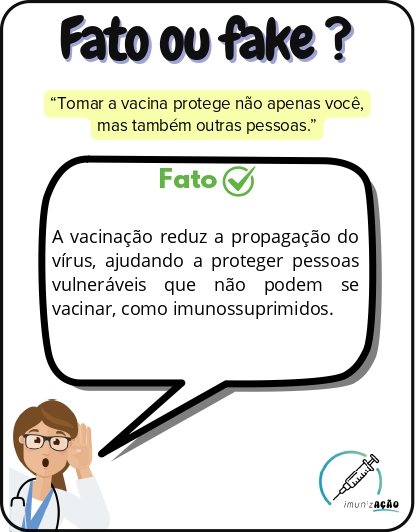 Fato ou fake ?
“Tomar a vacina protege não apenas você,
mas também outras pessoas.”
Fato
A vacinação reduz a propagação do
vírus, ajudando a proteger pessoas
vulneráveis que não podem se
vacinar, como imunossuprimidos.
imunizAÇÃO